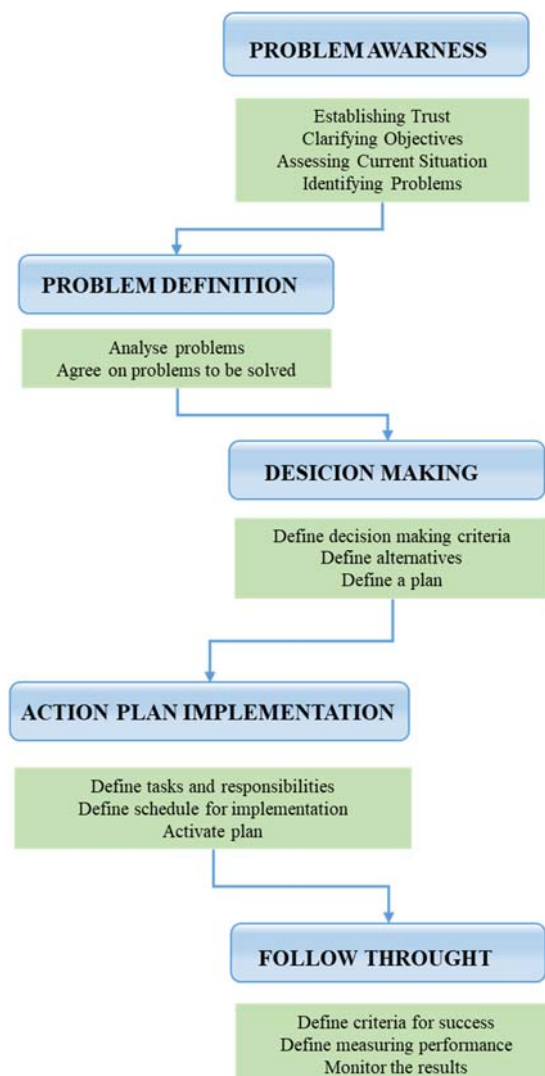 PROBLEM AWARNESS
Establishing Trust
Clarifying Objectives
Assessing Current Situation
Identifying Problems
PROBLEM DEFINITION
Analyse problems
Agree on problems to be solved
DESICION MAKING
Define decision making criteria
Define alternatives
Define a plan
ACTION PLAN IMPLEMENTATION
Define tasks and responsibilities
Define schedule for implementation
Activate plan
FOLLOW THROUGHT
Define criteria for success
Define measuring performance
Monitor the results